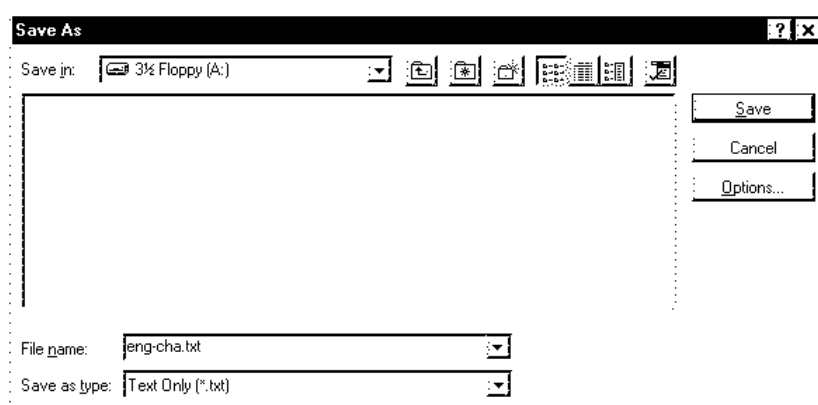 Save As
Save in: 3½ Floppy (A:)
Save
Cancel
Options...
File name: eng-cha.txt
Save as type: Text Only (*.txt)